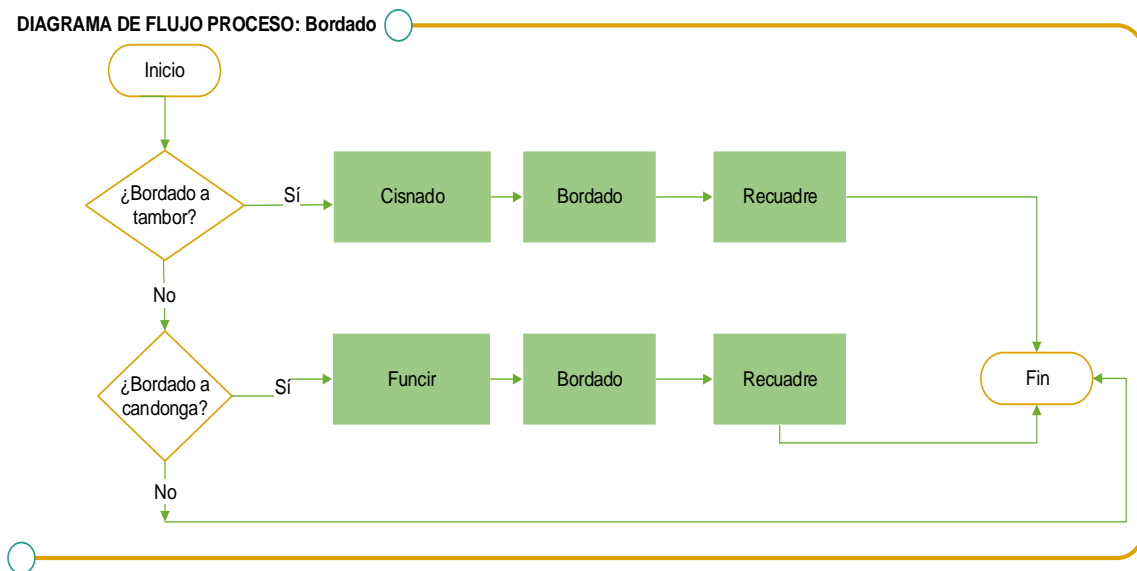 DIAGRAMA DE FLUJO PROCESO: Bordado
Inicio
¿Bordado a
tambor?
Sí
Cisnado
Bordado
Recuadre
No
¿Bordado a
candonga?
Sí
Funcir
Bordado
Recuadre
Fin
No